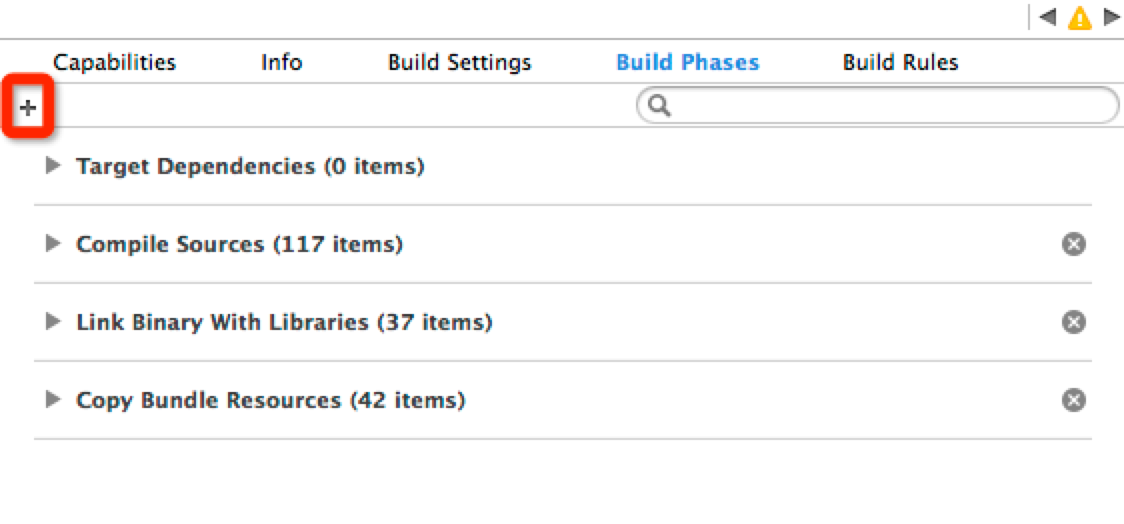 Capabilities Info Build Settings Build Phases Build Rules
+
Target Dependencies (0 items)
Compile Sources (117 items)
Link Binary With Libraries (37 items)
Copy Bundle Resources (42 items)